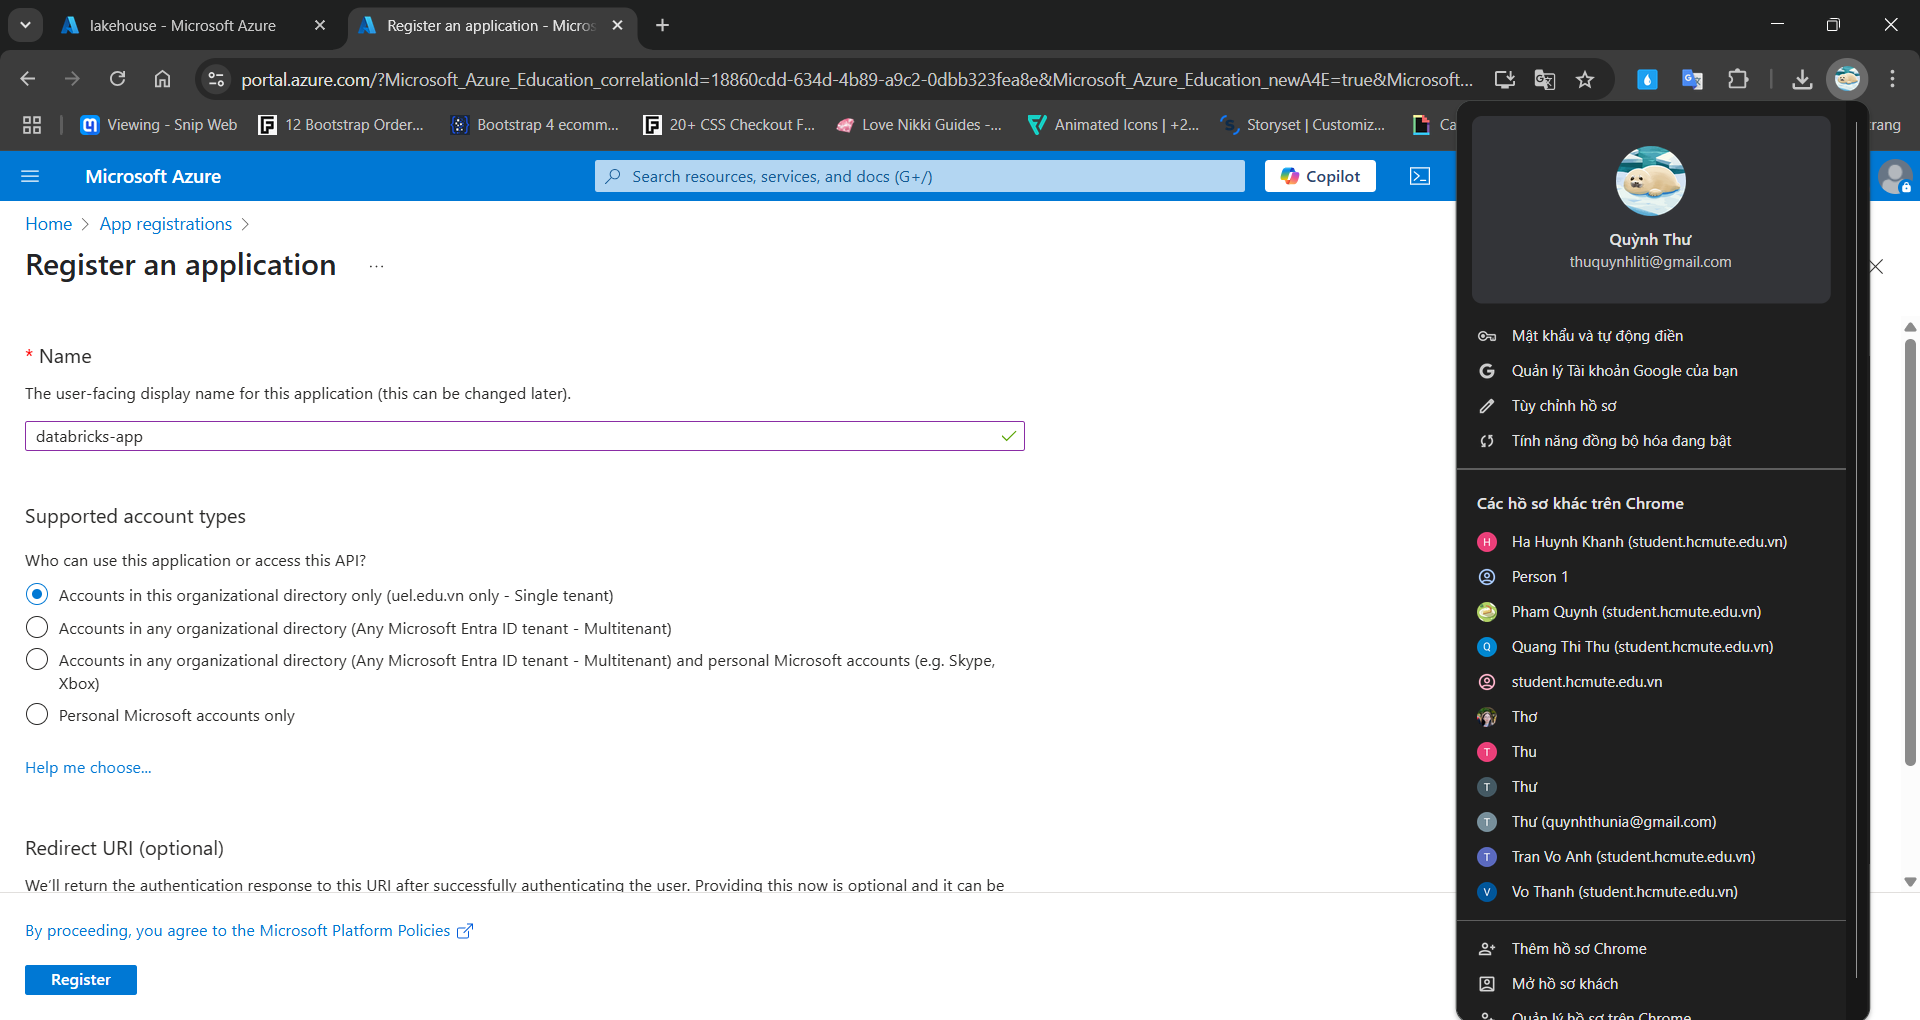 lakehouse - Microsoft Azure
Register an application - Micros
portal.azure.com/?Microsoft_Azure_Education_correlationId=18860cdd-634d-4b89-a9c2-0dbb323fea8e&Microsoft_Azure_Education_newA4E=true&Microsoft...
Viewing - Snip Web
12 Bootstrap Order...
Bootstrap 4 ecomm...
20+ CSS Checkout F...
Love Nikki Guides -...
Animated Icons | +2...
Storyset | Customiz...
Ca
trang
Microsoft Azure
Search resources, services, and docs (G+/)
Copilot
Home
App registrations
Register an application
...
* Name
The user-facing display name for this application (this can be changed later).
databricks-app
Supported account types
Who can use this application or access this API?
Accounts in this organizational directory only (uel.edu.vn only - Single tenant)
Accounts in any organizational directory (Any Microsoft Entra ID tenant - Multitenant)
Accounts in any organizational directory (Any Microsoft Entra ID tenant - Multitenant) and personal Microsoft accounts (e.g. Skype,
Xbox)
Personal Microsoft accounts only
Help me choose...
Redirect URI (optional)
We'll return the authentication response to this URI after successfully authenticating the user. Providing this now is optional and it can be
By proceeding, you agree to the Microsoft Platform Policies
Register
Quỳnh Thư
thuquynhliti@gmail.com
Mật khẩu và tự động điền
Quản lý Tài khoản Google của bạn
Tùy chỉnh hồ sơ
Tính năng đồng bộ hóa đang bật
Các hồ sơ khác trên Chrome
H Ha Huynh Khanh (student.hcmute.edu.vn)
Person 1
Pham Quynh (student.hcmute.edu.vn)
Q Quang Thi Thu (student.hcmute.edu.vn)
student.hcmute.edu.vn
Thơ
T Thu
T Thư
T Thư (quynhthunia@gmail.com)
T Tran Vo Anh (student.hcmute.edu.vn)
V Vo Thanh (student.hcmute.edu.vn)
Thêm hồ sơ Chrome
Mở hồ sơ khách
Quản lý hồ sơ trên Chrome